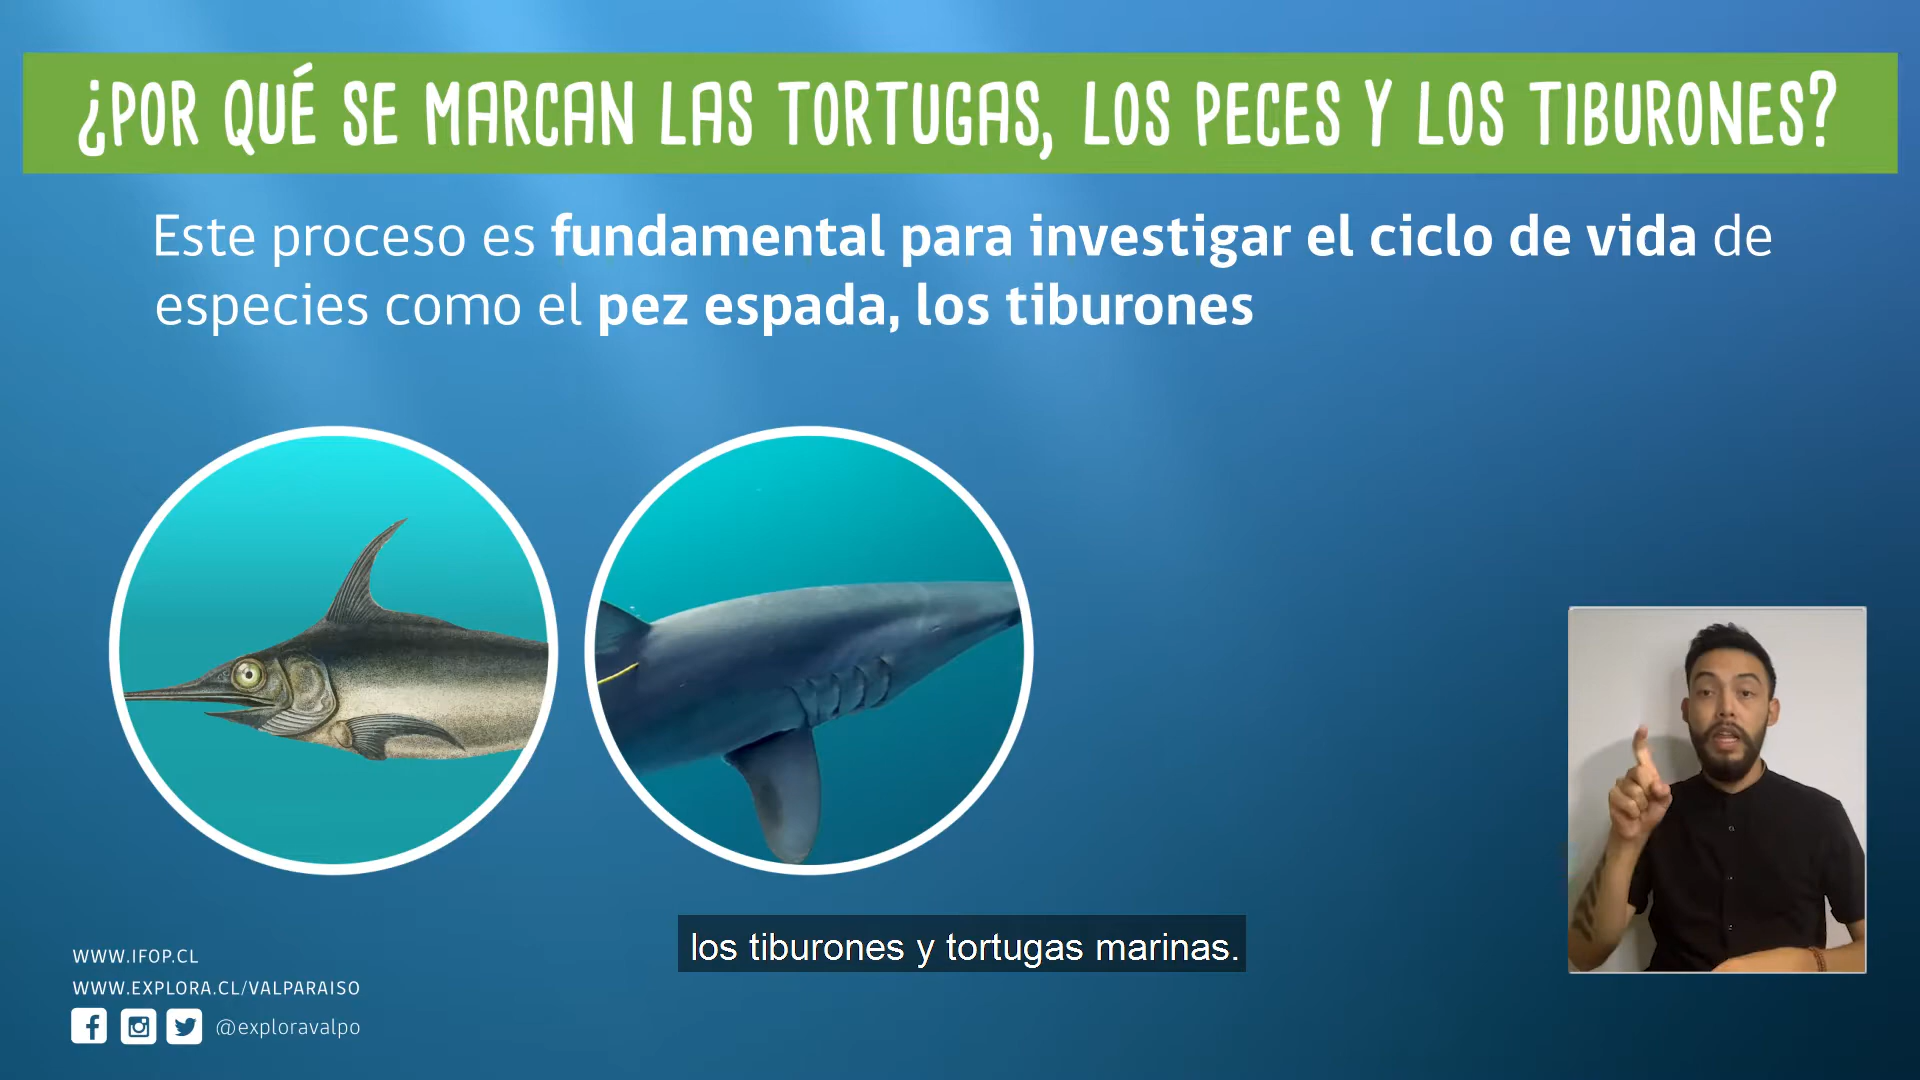 ¿POR QUÉ SE MARCAN LAS TORTUGAS, LOS PECES Y LOS TIBURONES?
Este proceso es fundamental para investigar el ciclo de vida de
especies como el pez espada, los tiburones
los tiburones y tortugas marinas.
WWW.IFOP.CL
WWW.EXPLORA.CL/VALPARAISO
@exploravalpo